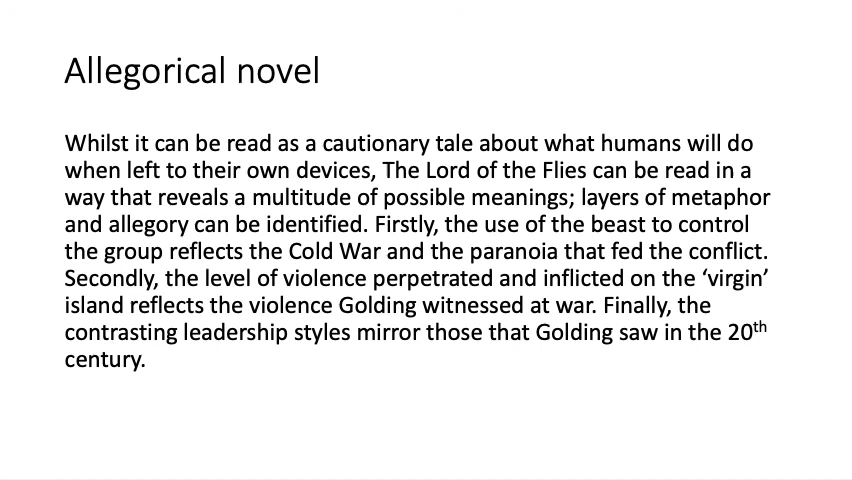 Allegorical novel
Whilst it can be read as a cautionary tale about what humans will do
when left to their own devices, The Lord of the Flies can be read in a
way that reveals a multitude of possible meanings; layers of metaphor
and allegory can be identified. Firstly, the use of the beast to control
the group reflects the Cold War and the paranoia that fed the conflict.
Secondly, the level of violence perpetrated and inflicted on the ‘virgin’
island reflects the violence Golding witnessed at war. Finally, the
contrasting leadership styles mirror those that Golding saw in the 20th
century.